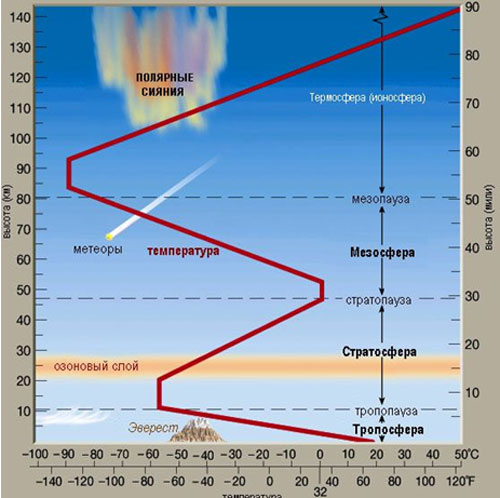 140
130
120
110
100
90
80
70
60
50
40
30
20
10
высота (км)
ПОЛЯРНЫЕ
СИЯНИЯ
метеоры
температура
озоновый слой
Эверест
Термосфера (ионосфера)
мезопауза
Мезосфера
стратопауза
Стратосфера
тропопауза
Тропосфера
90
80
70
60
50
40
30
20
10
высота (мили)
-100 -90 -80 -70 -60 -50 -40 -30 -20 -10 0 10 20 30 40 50°C
-140 -120 -100 -80 -60 -40 -20 0 20 32 40 60 80 100 120°F
температура